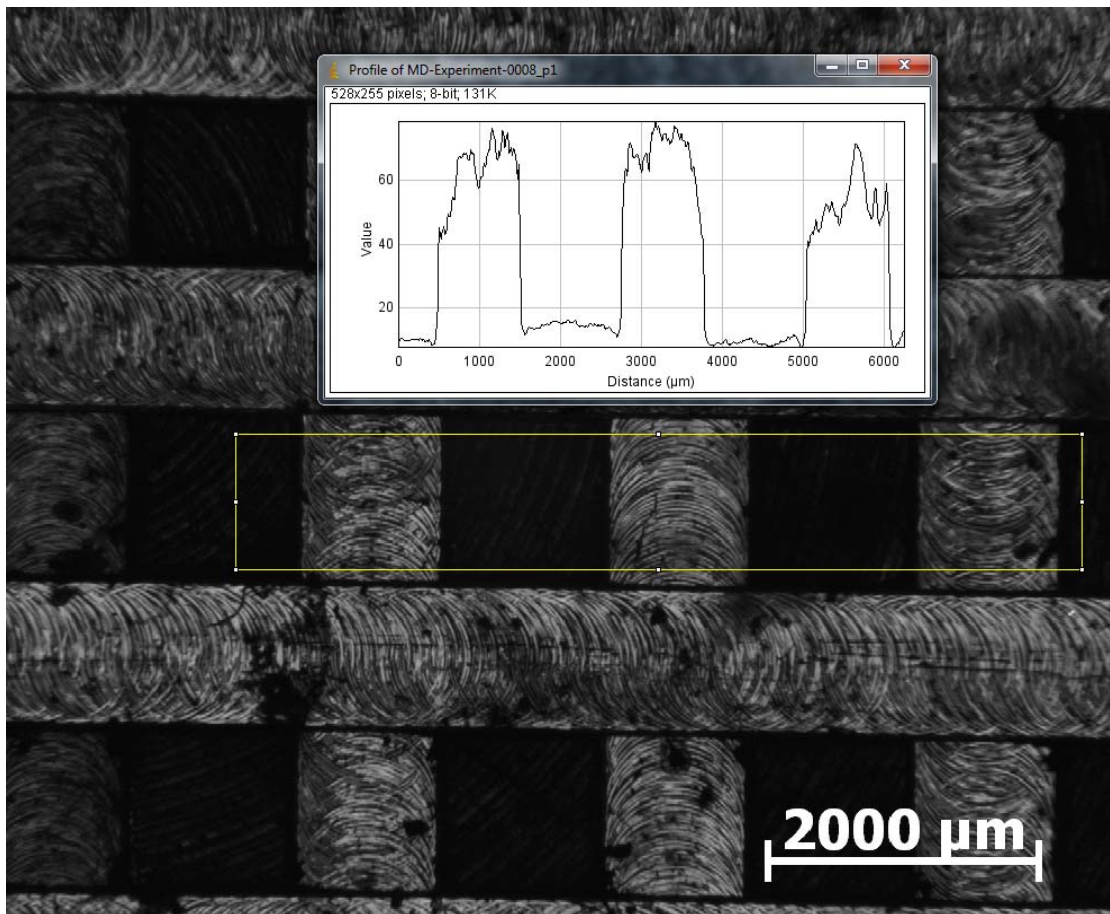 Profile of MD-Experiment-0008_p1
528x255 pixels; 8-bit; 131K
60
40
20
Value
0 1000 2000 3000 4000 5000 6000
Distance (µm)
2000 µm